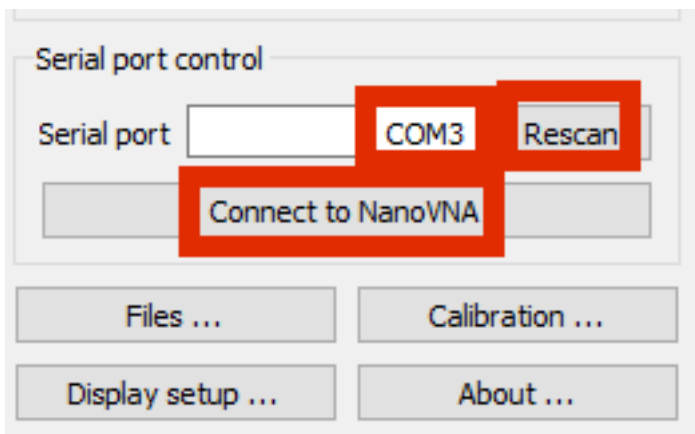 Serial port control
Serial port COM3 Rescan
Connect to NanoVNA
Files ... Calibration ...
Display setup ... About ...